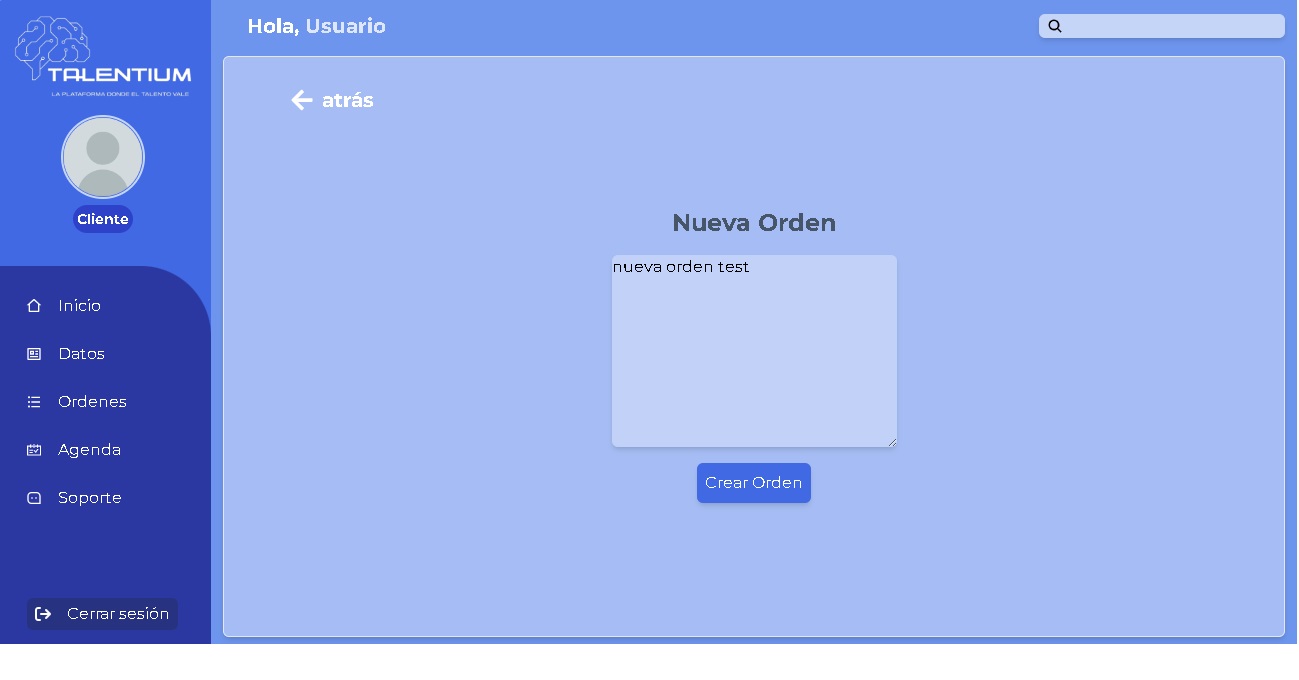 TALENTIUM
LA PLATAFORMA DONDE EL TALENTO VALE
Cliente
Inicio
Datos
Ordenes
Agenda
Soporte
Cerrar sesión
Hola, Usuario
atrás
Nueva Orden
nueva orden test
Crear Orden